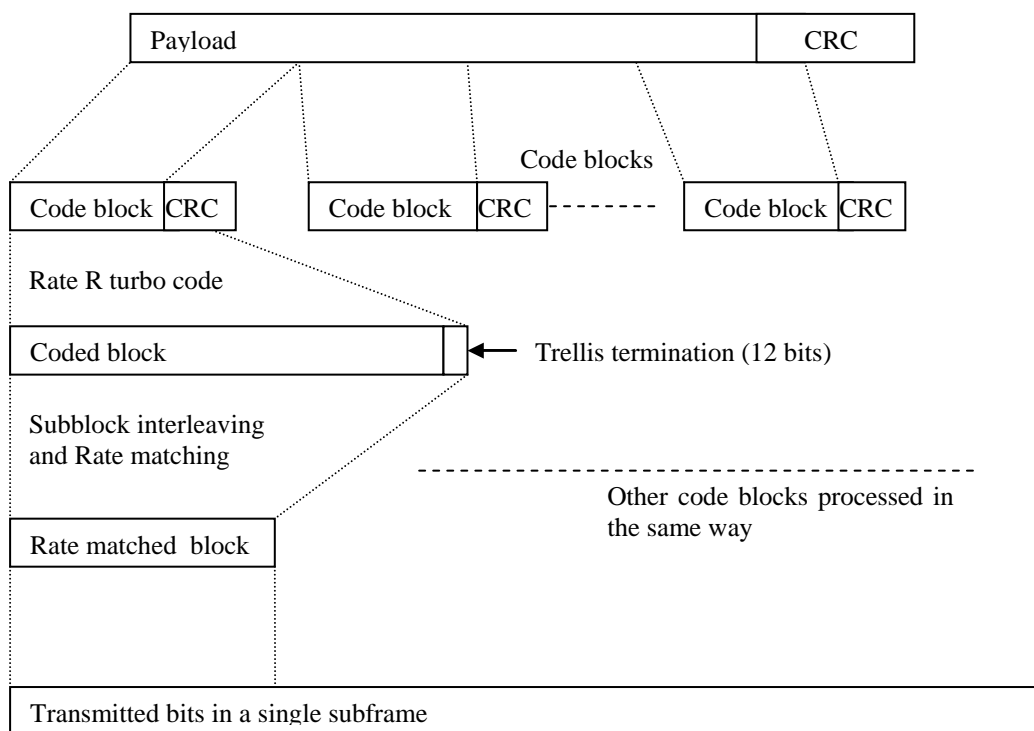 Payload CRC
Code blocks
Code block CRC Code block CRC Code block CRC
Rate R turbo code
Coded block
Trellis termination (12 bits)
Subblock interleaving
and Rate matching
Other code blocks processed in
the same way
Rate matched block
Transmitted bits in a single subframe